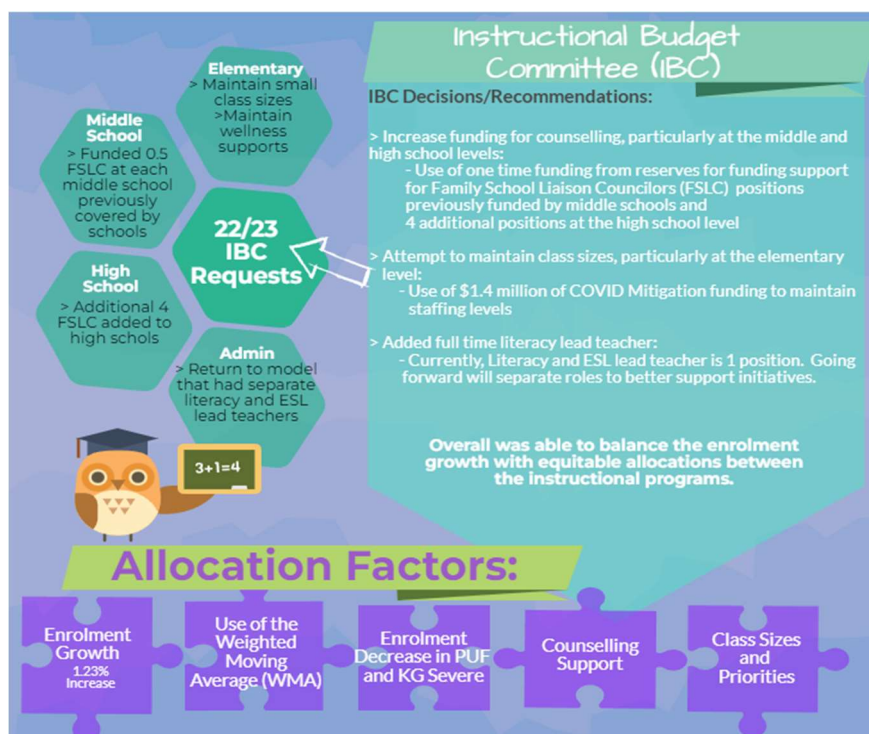 Elementary
> Maintain small
class sizes
>Maintain
wellness
supports
Middle
School
> Funded 0.5
FSLC at each
middle school
previously
covered by
schools
22/23
IBC
Requests
High
School
> Additional 4
FSLC added to
high schols
Admin
> Return to model
that had separate
literacy and ESL
lead teachers
3+1=4
Instructional Budget
Committee (IBC)
IBC Decisions/Recommendations:
> Increase funding for counselling, particularly at the middle and
high school levels:
- Use of one time funding from reserves for funding support
for Family School Liaison Councilors (FSLC) positions
previously funded by middle schools and
4 additional positions at the high school level
> Attempt to maintain class sizes, particularly at the elementary
level:
- Use of $1.4 million of COVID Mitigation funding to maintain
staffing levels
> Added full time literacy lead teacher:
- Currently, Literacy and ESL lead teacher is 1 position. Going
forward will separate roles to better support initiatives.
Overall was able to balance the enrolment
growth with equitable allocations between
the instructional programs.
Allocation Factors:
Enrolment
Growth
1.23%
Increase
Use of the
Weighted
Moving
Average (WMA)
Enrolment
Decrease in PUF
and KG Severe
Counselling
Support
Class Sizes
and
Priorities